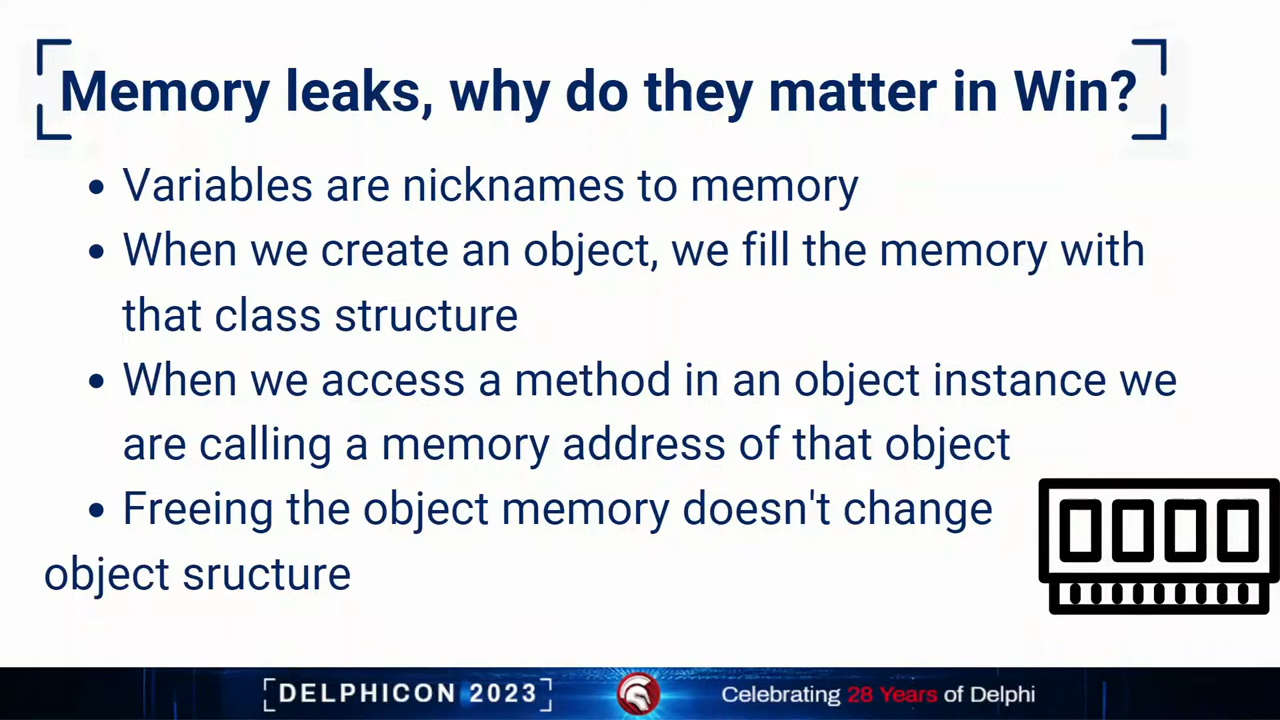 Memory leaks, why do they matter in Win?
• Variables are nicknames to memory
• When we create an object, we fill the memory with
that class structure
• When we access a method in an object instance we
are calling a memory address of that object
• Freeing the object memory doesn't change
object sructure
[DELPHICON 2023]
Celebrating 28 Years of Delphi